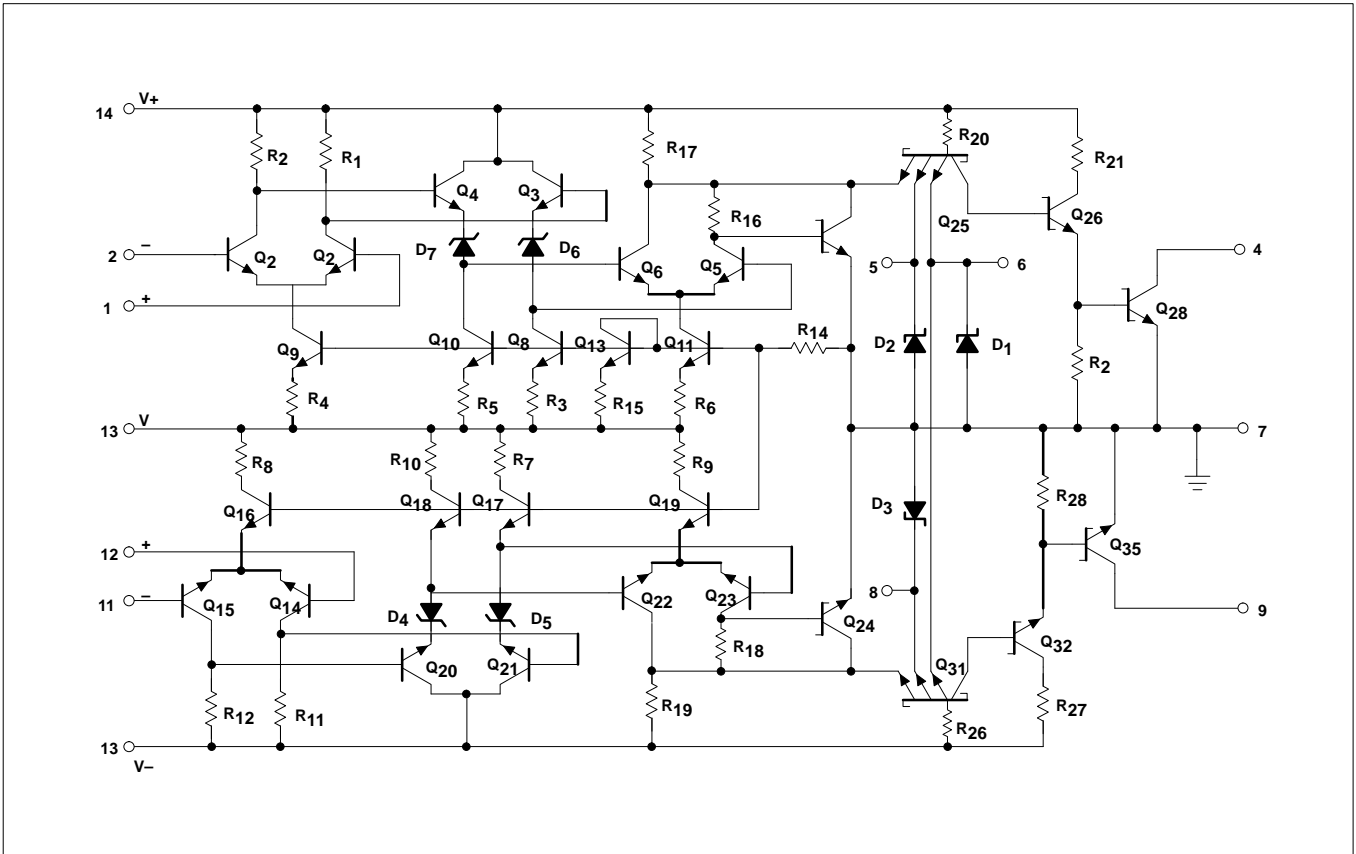 14 V+
R2
R1
R17
R20
R21
Q4
Q3
R16
Q25
Q26
2 –
Q2
Q2
D7
D6
Q6
Q5
5
6
4
1 +
Q28
Q9
Q10
Q8
Q13
Q11
R14
D2
D1
R2
R4
R5
R3
R15
R6
13 V
7
R8
R10
R7
R9
Q16
Q18
Q17
Q19
D3
R28
12 +
Q35
11 –
Q15
Q14
D4
D5
Q22
Q23
8
9
Q24
Q20
Q21
R18
Q31
Q32
R12
R11
R19
R26
R27
13
V–